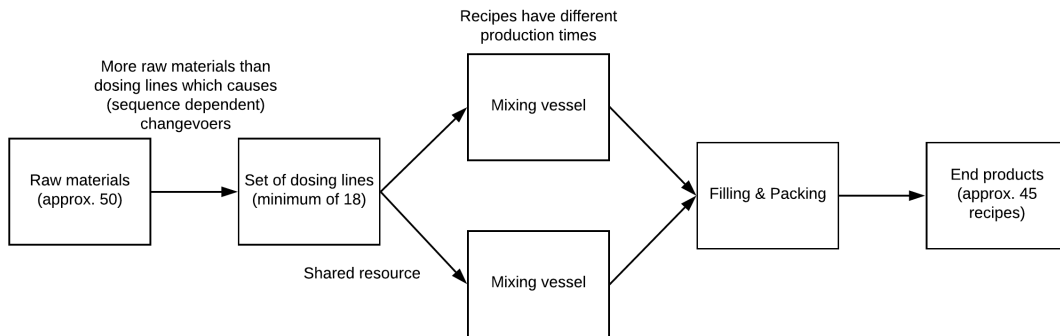 Recipes have different
production times
More raw materials than
dosing lines which causes
(sequence dependent)
changevoers
Mixing vessel
Raw materials
(approx. 50)
Set of dosing lines
(minimum of 18)
Filling & Packing
End products
(approx. 45
recipes)
Shared resource
Mixing vessel